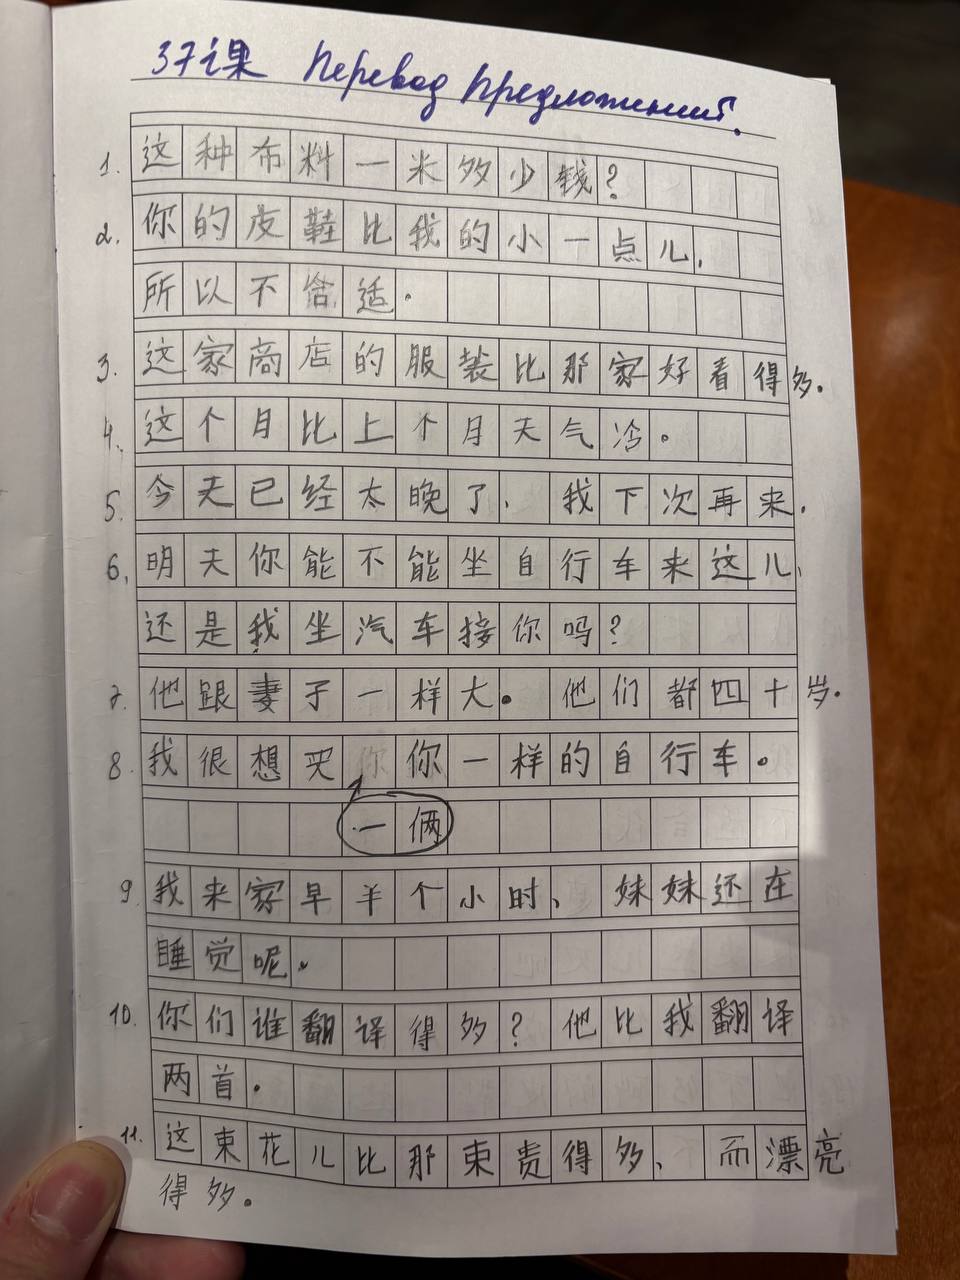 37课 Перевод предложений.
1. 这种布料一米多少钱?
2. 你的皮鞋比我的小一点儿,
所以不合适。
3. 这家商店的服装比那家好看得多.
4. 这个月比上个月天气冷。
5. 今天已经太晚了、我下次再来.
6. 明天你能不能坐自行车来这儿、
还是我坐汽车接你吗?
7. 他跟妻子一样大。他们都四十岁.
8. 我很想买你一样的自行车。
一俩
9. 我来家早半个小时、妹妹还在
睡觉呢。
10. 你们谁翻译得多?他比我翻译
两首.
11. 这束花儿比那束贵得多、而漂亮
得多。